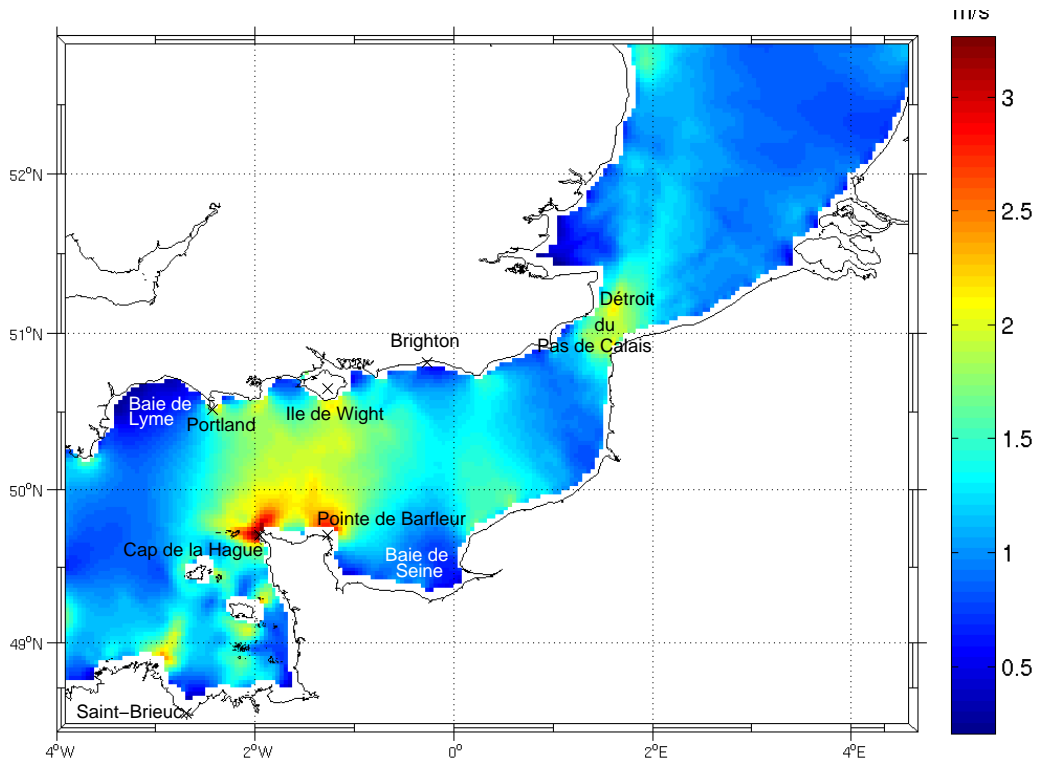 m/s
3
2.5
2
1.5
1
0.5
52°N
51°N
50°N
49°N
4°W
2°W
0°
2°E
4°E
Détroit
du
Pas de Calais
Brighton
Baie de
Lyme
Portland
Ile de Wight
Pointe de Barfleur
Cap de la Hague
Baie de
Seine
Saint−Brieuc